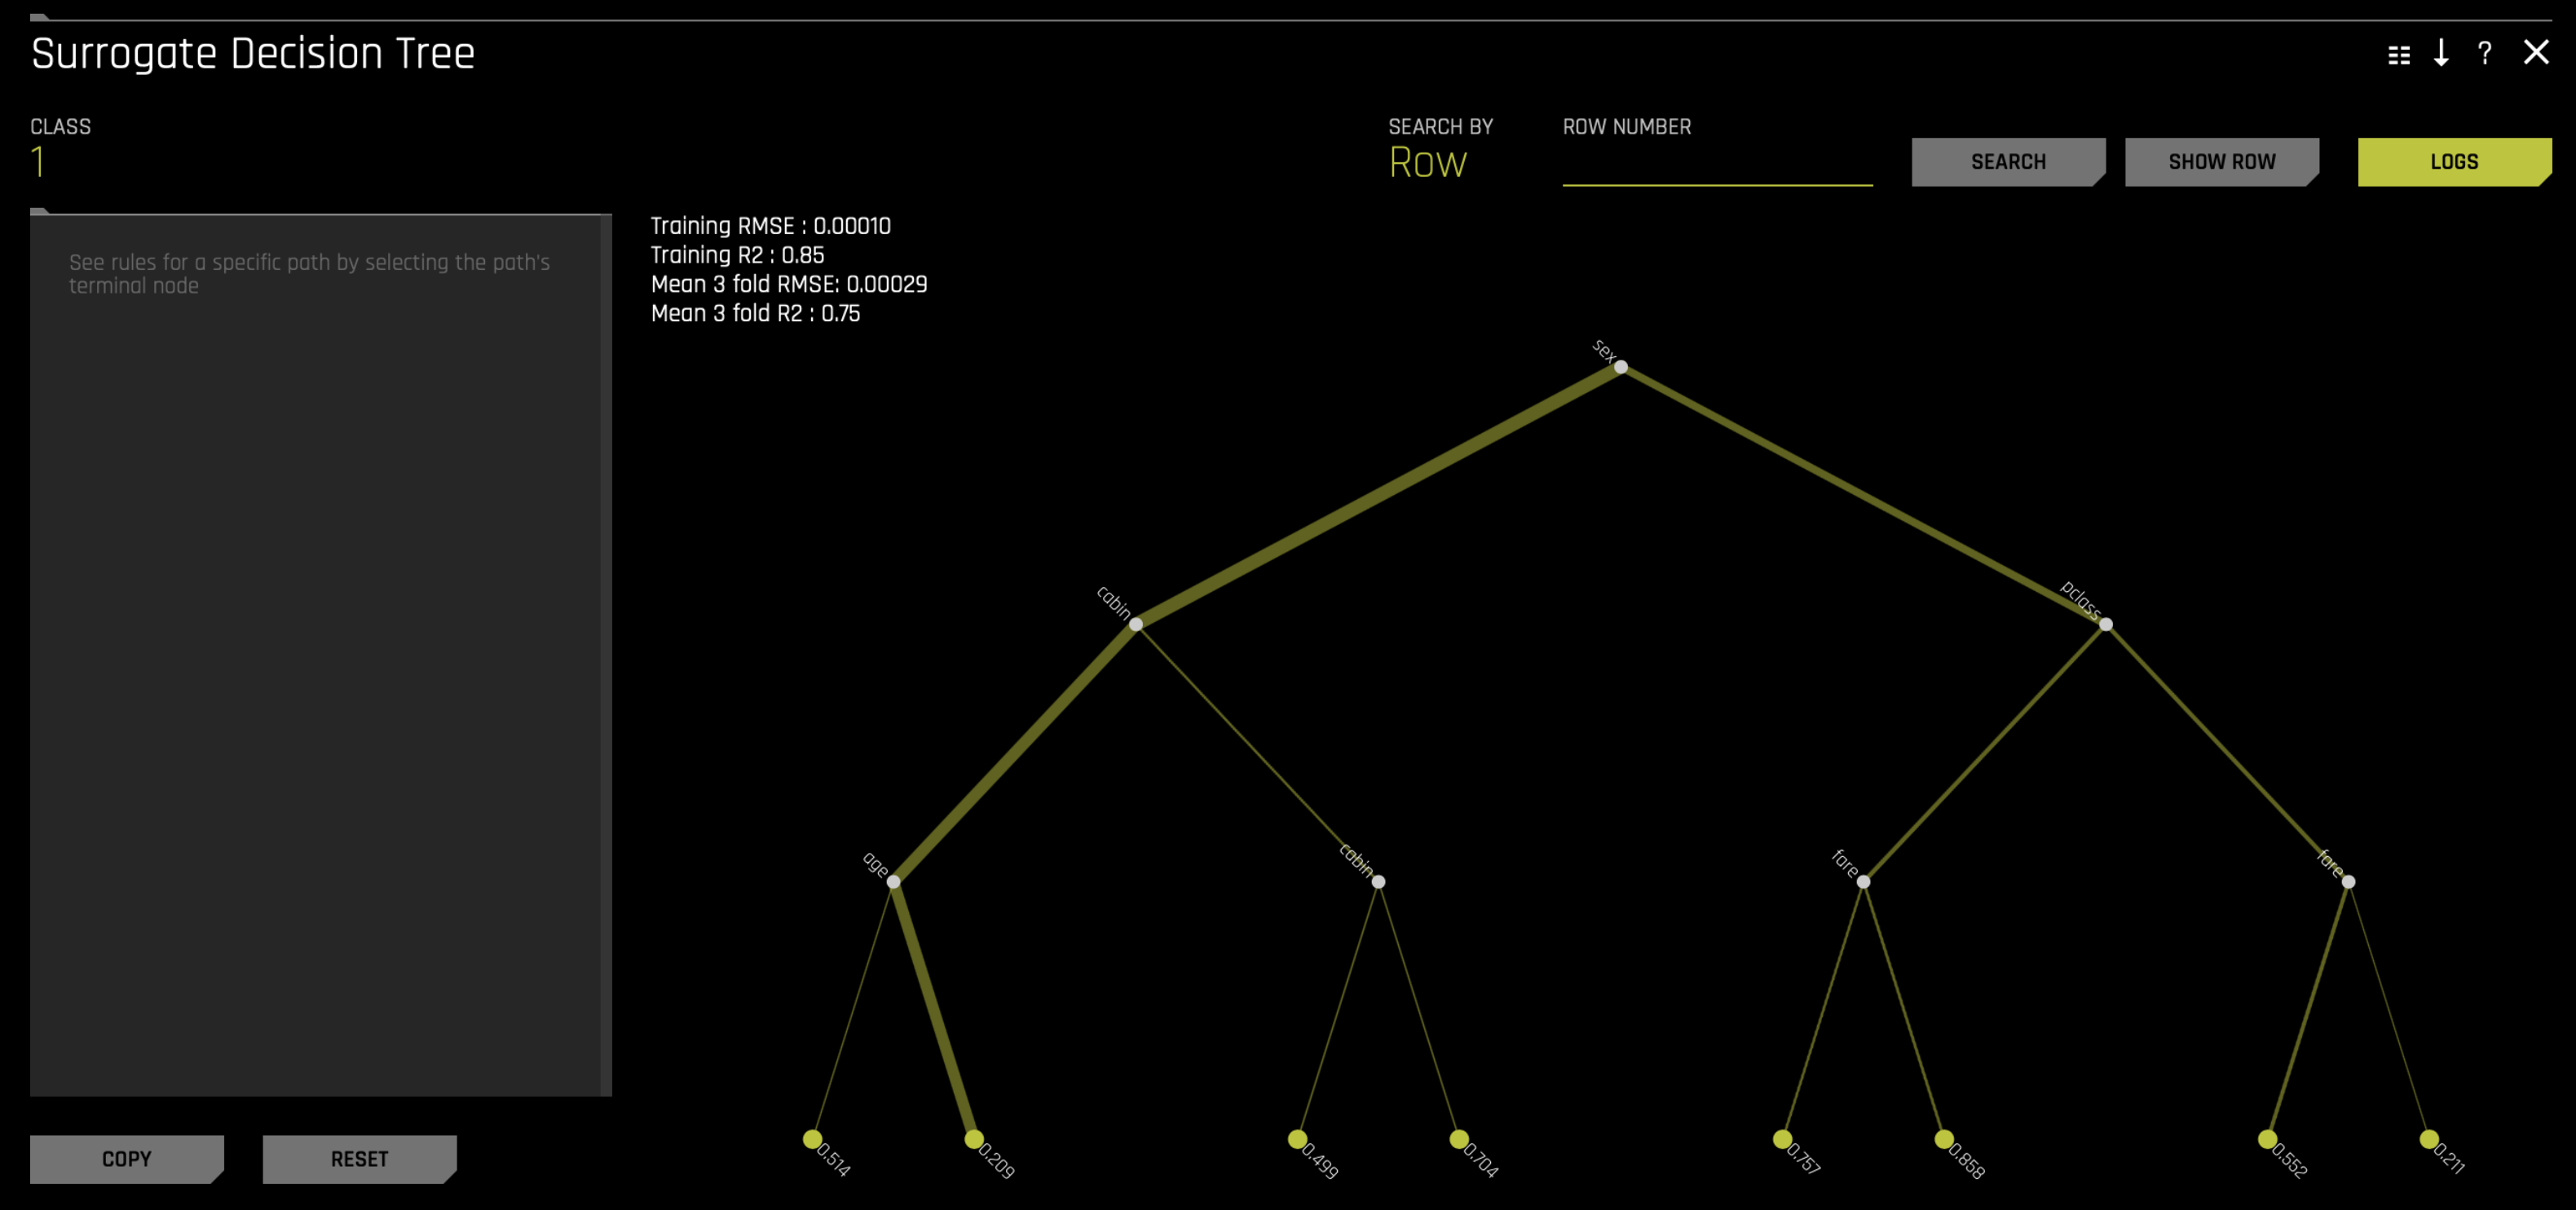 Surrogate Decision Tree
?
CLASS
1
SEARCH BY
Row
ROW NUMBER
SEARCH
SHOW ROW
LOGS
See rules for a specific path by selecting the path's
terminal node
Training RMSE : 0.00010
Training R2 : 0.85
Mean 3 fold RMSE: 0.00029
Mean 3 fold R2 : 0.75
sex
cabin
pclass
age
cabin
fare
fare
0.514
0.209
0.499
0.704
0.757
0.858
0.552
0.211
COPY
RESET